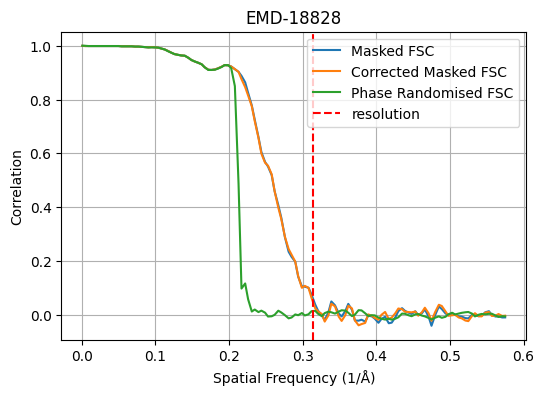 EMD-18828
Masked FSC
Corrected Masked FSC
Phase Randomised FSC
resolution
Correlation
1.0
0.8
0.6
0.4
0.2
0.0
0.0 0.1 0.2 0.3 0.4 0.5 0.6
Spatial Frequency (1/Å)